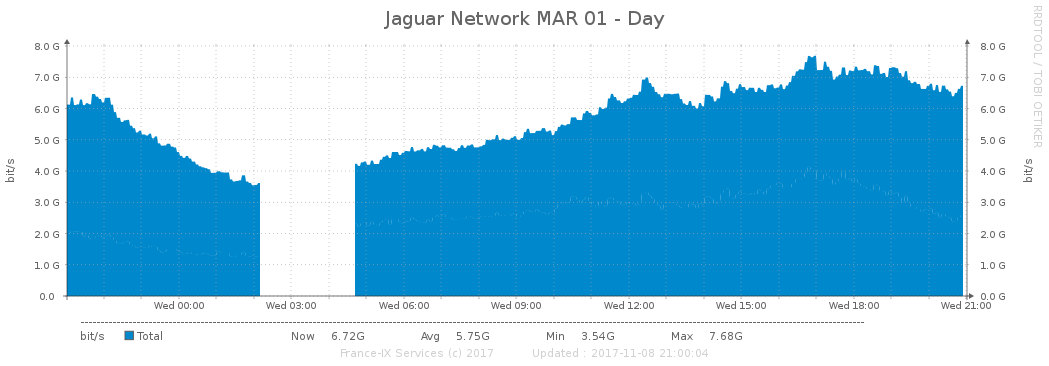 Jaguar Network MAR 01 - Day
RRDTOOL / TOBI OETIKER
bit/s
8.0 G
7.0 G
6.0 G
5.0 G
4.0 G
3.0 G
2.0 G
1.0 G
0.0
8.0 G
7.0 G
6.0 G
5.0 G
4.0 G
3.0 G
2.0 G
1.0 G
0.0 G
bit/s
Wed 00:00 Wed 03:00 Wed 06:00 Wed 09:00 Wed 12:00 Wed 15:00 Wed 18:00 Wed 21:00
bit/s Total Now 6.72G Avg 5.75G Min 3.54G Max 7.68G
France-IX Services (c) 2017 Updated : 2017-11-08 21:00:04